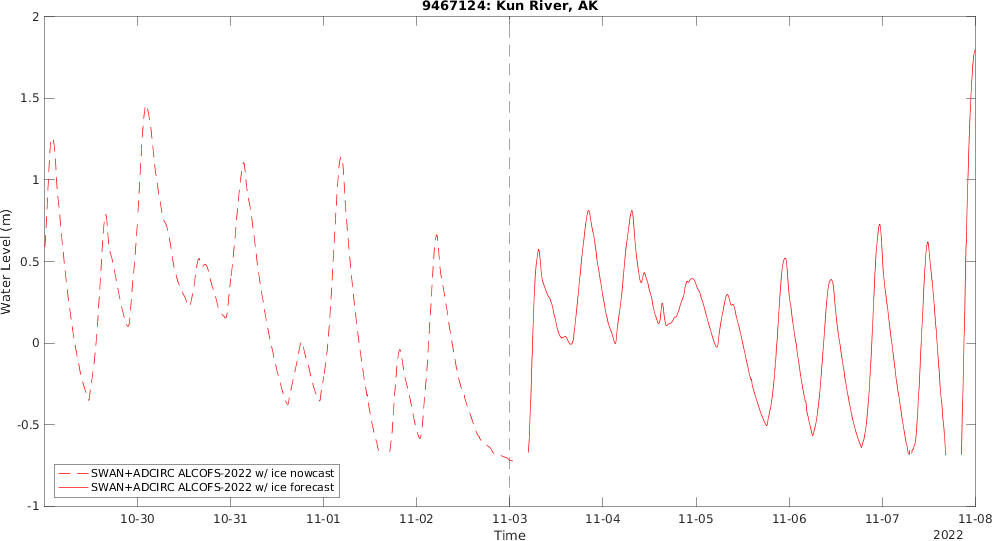 9467124: Kun River, AK
Water Level (m)
2
1.5
1
0.5
0
-0.5
-1
SWAN+ADCIRC ALCOFS-2022 w/ ice nowcast
SWAN+ADCIRC ALCOFS-2022 w/ ice forecast
10-30 10-31 11-01 11-02 11-03 11-04 11-05 11-06 11-07 11-08
Time
2022